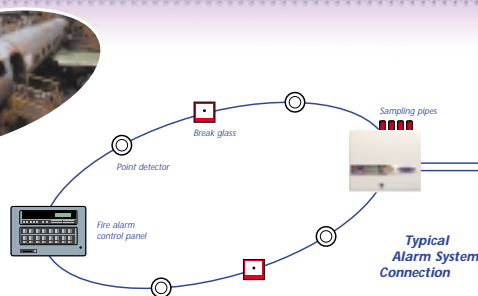 Sampling pipes
Break glass
Point detector
Fire alarm
control panel
Typical
Alarm System
Connection